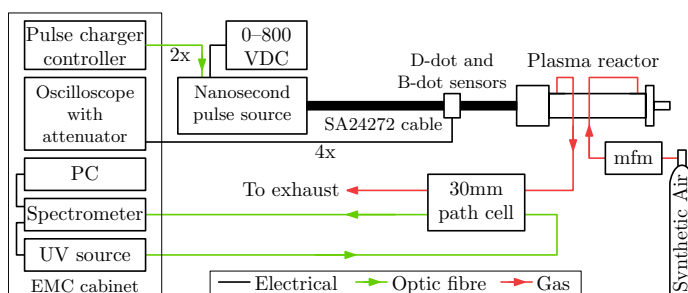 Pulse charger
controller
2x
0–800
VDC
Oscilloscope
with
attenuator
Nanosecond
pulse source
SA24272 cable
4x
D-dot and
B-dot sensors
Plasma reactor
mfm
Synthetic Air
PC
Spectrometer
UV source
EMC cabinet
To exhaust
30mm
path cell
Electrical
Optic fibre
Gas